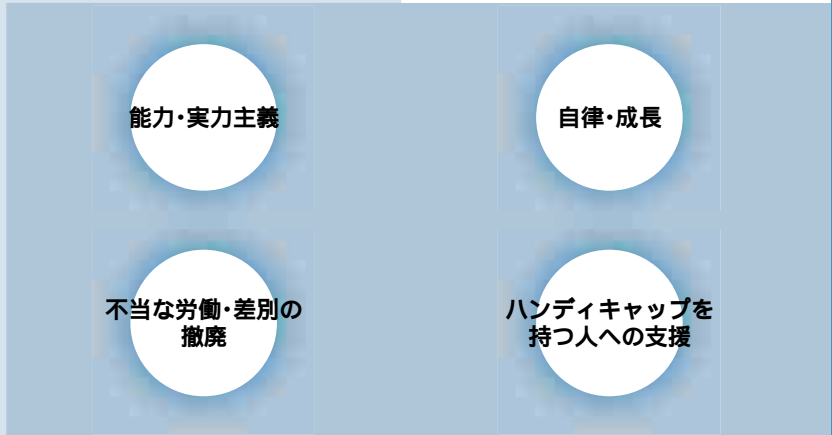 能力・実力主義
自律・成長
不当な労働・差別の
撤廃
ハンディキャップを
持つ人への支援